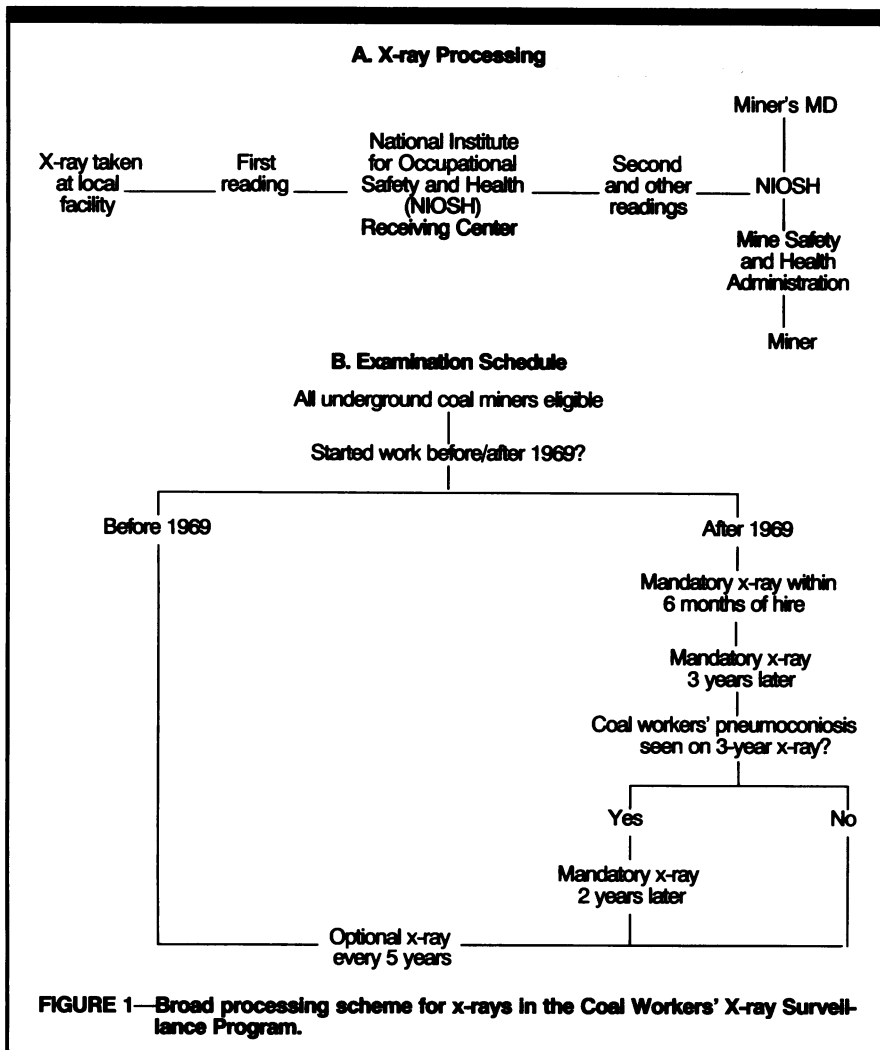 A. X-ray Processing
Miner's MD
X-ray taken
at local
facility
First
reading
National Institute
for Occupational
Safety and Health
(NIOSH)
Receiving Center
Second
and other
readings
NIOSH
Mine Safety
and Health
Administration
Miner
B. Examination Schedule
All underground coal miners eligible
Started work before/after 1969?
Before 1969
After 1969
Mandatory x-ray within
6 months of hire
Mandatory x-ray
3 years later
Coal workers' pneumoconiosis
seen on 3-year x-ray?
Yes
No
Mandatory x-ray
2 years later
Optional x-ray
every 5 years
FIGURE 1—Broad processing scheme for x-rays in the Coal Workers' X-ray Surveil-
lance Program.